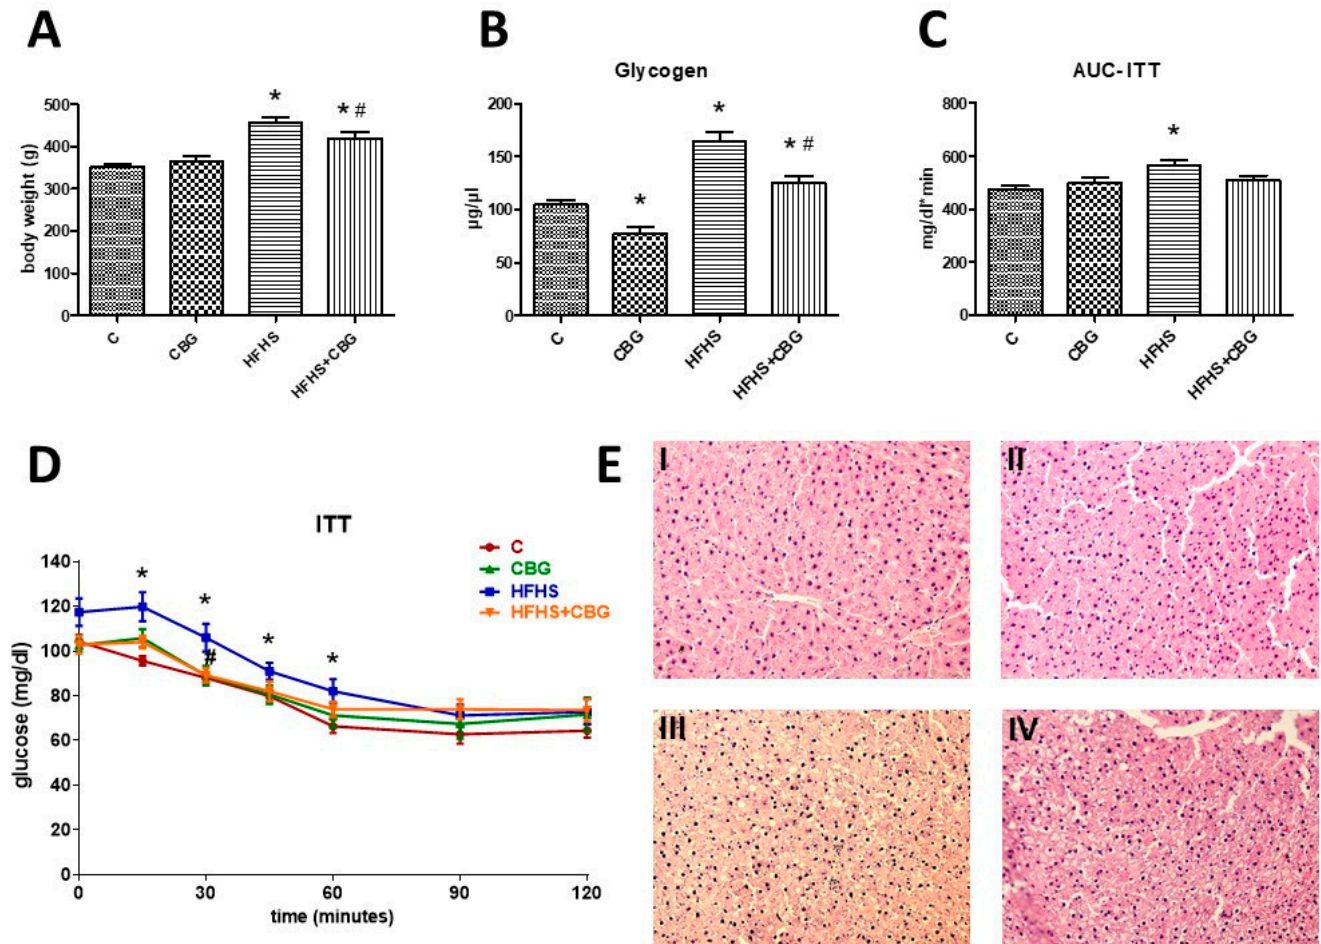 A
B
C
Glycogen
AUC-ITT
body weight (g)
500
400
300
200
100
0
*
* #
C
CBG
HFHS
HFHS+CBG
µg/µl
200
150
100
50
0
*
*
* #
C
CBG
HFHS
HFHS+CBG
mg/dl*min
800
600
400
200
0
*
C
CBG
HFHS
HFHS+CBG
D
E
ITT
C
CBG
HFHS
HFHS+CBG
glucose (mg/dl)
140
120
100
80
60
40
20
0
*
*
#
*
*
0
30
60
90
120
time (minutes)
I
II
III
IV